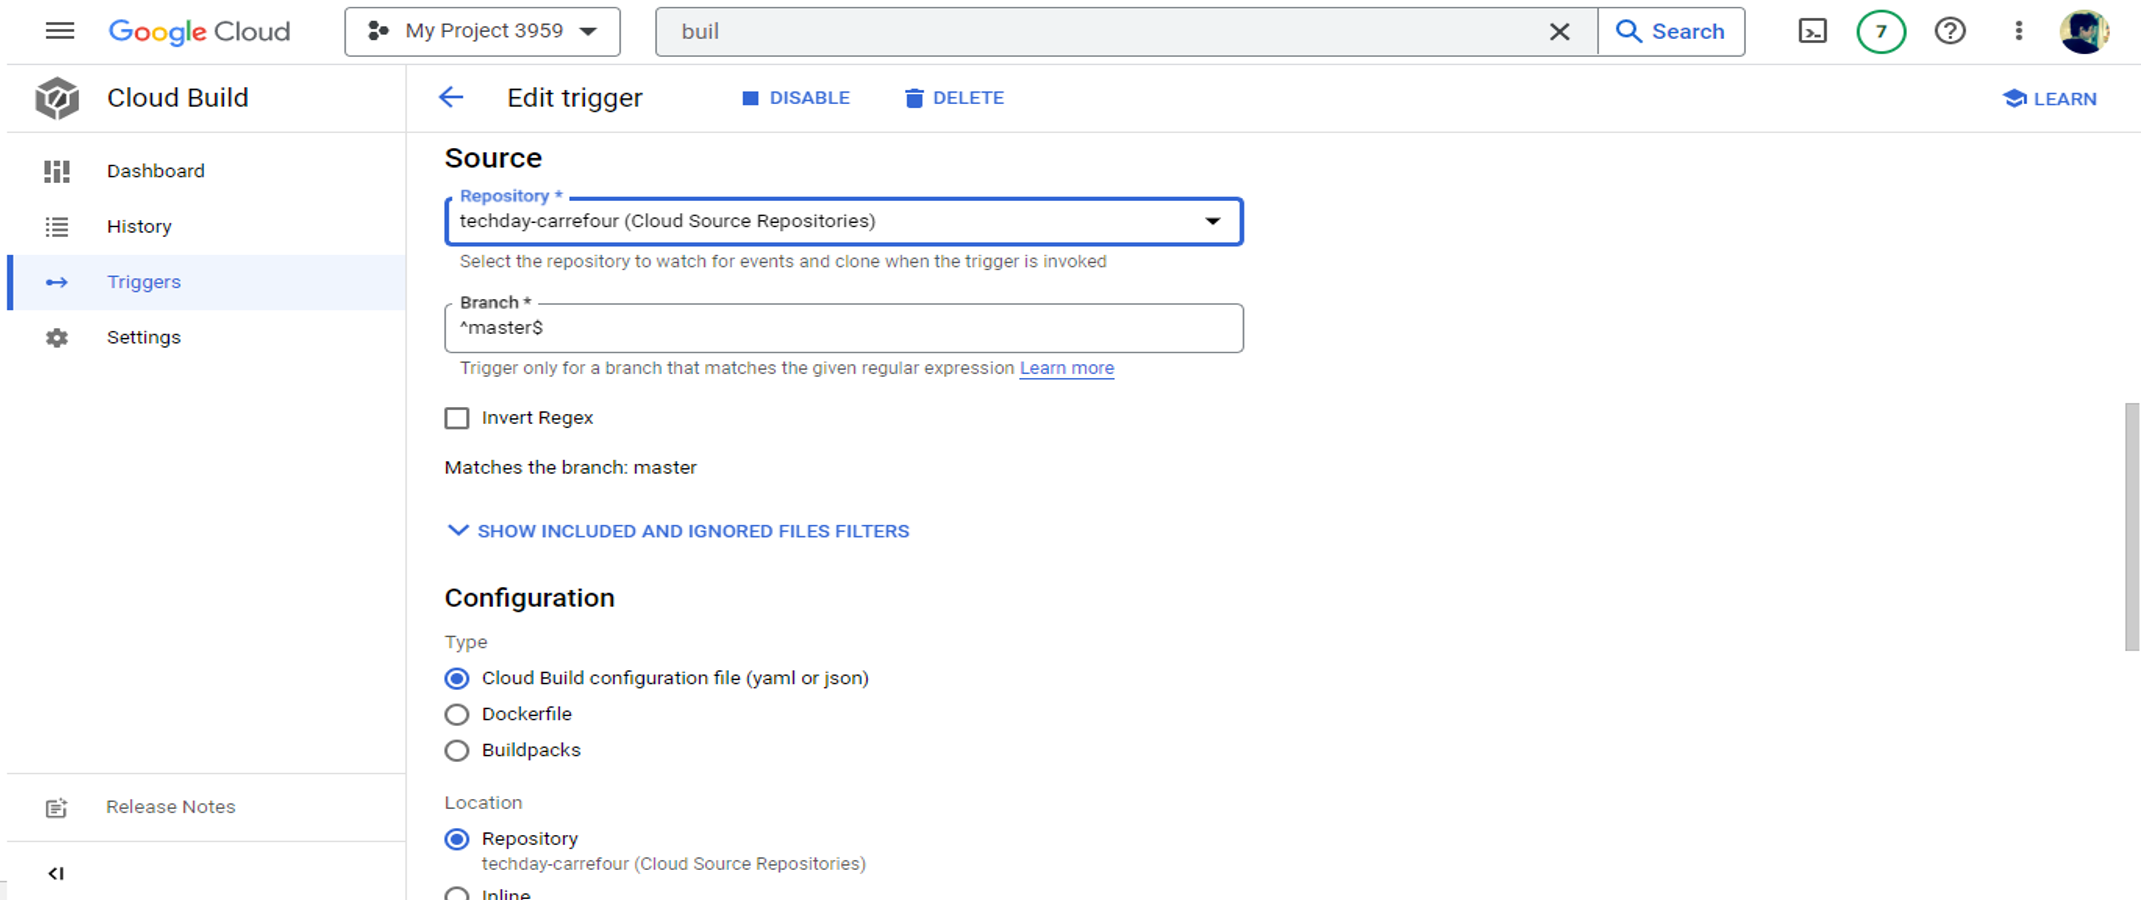 Google Cloud
My Project 3959
buil
Search
7
Cloud Build
Edit trigger
DISABLE
DELETE
LEARN
Dashboard
History
Triggers
Settings
Release Notes
Source
Repository *
techday-carrefour (Cloud Source Repositories)
Select the repository to watch for events and clone when the trigger is invoked
Branch *
^master$
Trigger only for a branch that matches the given regular expression Learn more
Invert Regex
Matches the branch: master
SHOW INCLUDED AND IGNORED FILES FILTERS
Configuration
Type
Cloud Build configuration file (yaml or json)
Dockerfile
Buildpacks
Location
Repository
techday-carrefour (Cloud Source Repositories)
Inline